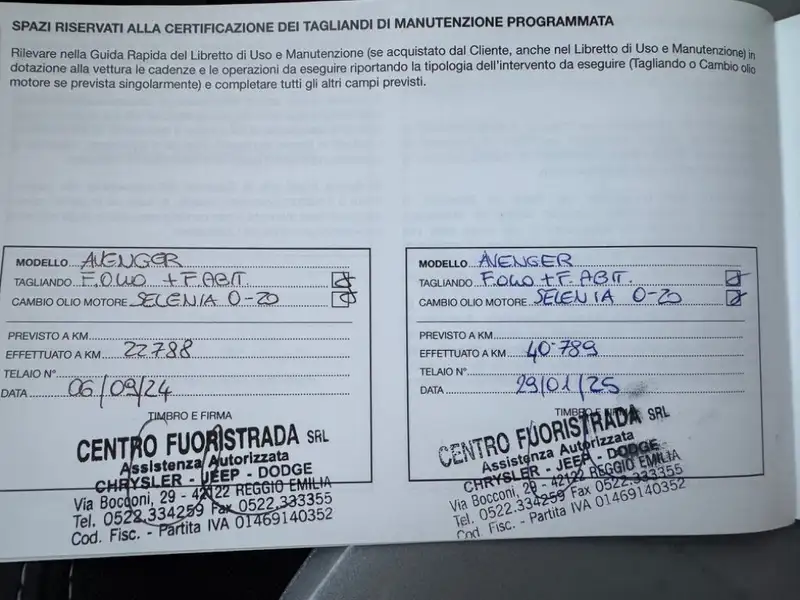 SPAZI RISERVATI ALLA CERTIFICAZIONE DEI TAGLIANDI DI MANUTENZIONE PROGRAMMATA
Rilevare nella Guida Rapida del Libretto di Uso e Manutenzione (se acquistato dal Cliente, anche nel Libretto di Uso e Manutenzione) in
dotazione alla vettura le cadenze e le operazioni da eseguire riportando la tipologia dell'intervento da eseguire (Tagliando o Cambio olio
motore se prevista singolarmente) e completare tutti gli altri campi previsti.
MODELLO AVENGER
TAGLIANDO F.OLIO + F.ABIT.
CAMBIO OLIO MOTORE SELENIA 0-20
PREVISTO A KM
EFFETTUATO A KM 22788
TELAIO N°
DATA 06/09/24
TIMBRO E FIRMA
CENTRO FUORISTRADA SRL
Assistenza Autorizzata
CHRYSLER - JEEP - DODGE
Via Bocconi, 29 - 42122 REGGIO EMILIA
Tel. 0522.334259 Fax 0522.333355
Cod. Fisc. - Partita IVA 01469140352
MODELLO AVENGER
TAGLIANDO F.OLIO + F.ABIT.
CAMBIO OLIO MOTORE SELENIA 0-20
PREVISTO A KM
EFFETTUATO A KM 40.789
TELAIO N°
DATA 29/01/25
TIMBRO E FIRMA
CENTRO FUORISTRADA SRL
Assistenza Autorizzata
CHRYSLER - JEEP - DODGE
Via Bocconi, 29 - 42122 REGGIO EMILIA
Tel. 0522.334259 Fax 0522.333355
Cod. Fisc. - Partita IVA 01469140352